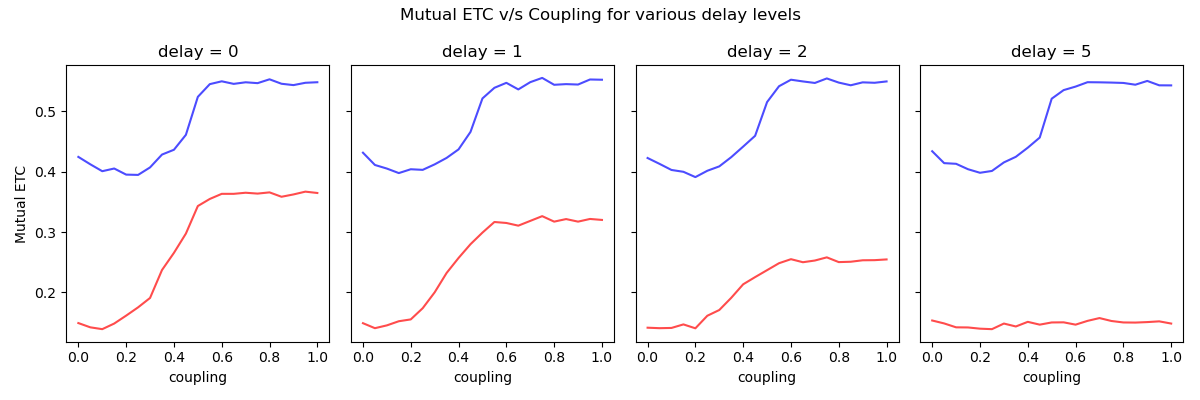 Mutual ETC v/s Coupling for various delay levels
delay = 0
delay = 1
delay = 2
delay = 5
Mutual ETC
0.5
0.4
0.3
0.2
0.0 0.2 0.4 0.6 0.8 1.0
0.0 0.2 0.4 0.6 0.8 1.0
0.0 0.2 0.4 0.6 0.8 1.0
0.0 0.2 0.4 0.6 0.8 1.0
coupling
coupling
coupling
coupling